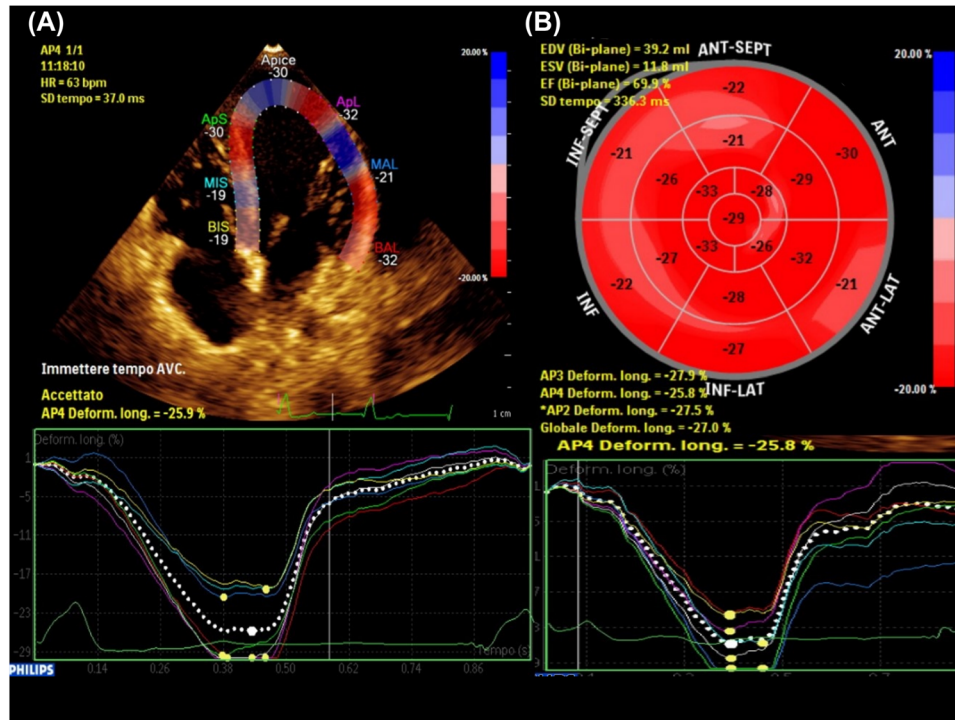 (A)
AP4 1/1
11:18:10
HR = 63 bpm
SD tempo = 37.0 ms
20.00 %
Apice
-30
ApL
-32
ApS
-30
MAL
-21
MIS
-19
BIS
-19
BAL
-32
-20.00 %
Immettere tempo AVC.
Accettato
AP4 Deform. long. = -25.9 %
1 cm
Deform. long. (%)
1
-5
-11
-17
-23
-29
Tempo (s)
0.14
0.26
0.38
0.50
0.62
0.74
0.86
PHILIPS
(B)
EDV (Bi-plane) = 39.2 ml
ESV (Bi-plane) = 11.8 ml
EF (Bi-plane) = 69.9 %
SD tempo = 336.3 ms
20.00 %
ANT-SEPT
ANT
INF-SEPT
INF
ANT-LAT
INF-LAT
-22
-21
-30
-21
-26
-29
-33
-28
-29
-33
-26
-27
-32
-22
-21
-28
-27
-20.00 %
AP3 Deform. long. = -27.9 %
AP4 Deform. long. = -25.8 %
*AP2 Deform. long. = -27.5 %
Globale Deform. long. = -27.0 %
AP4 Deform. long. = -25.8 %
Deform. long. (%)